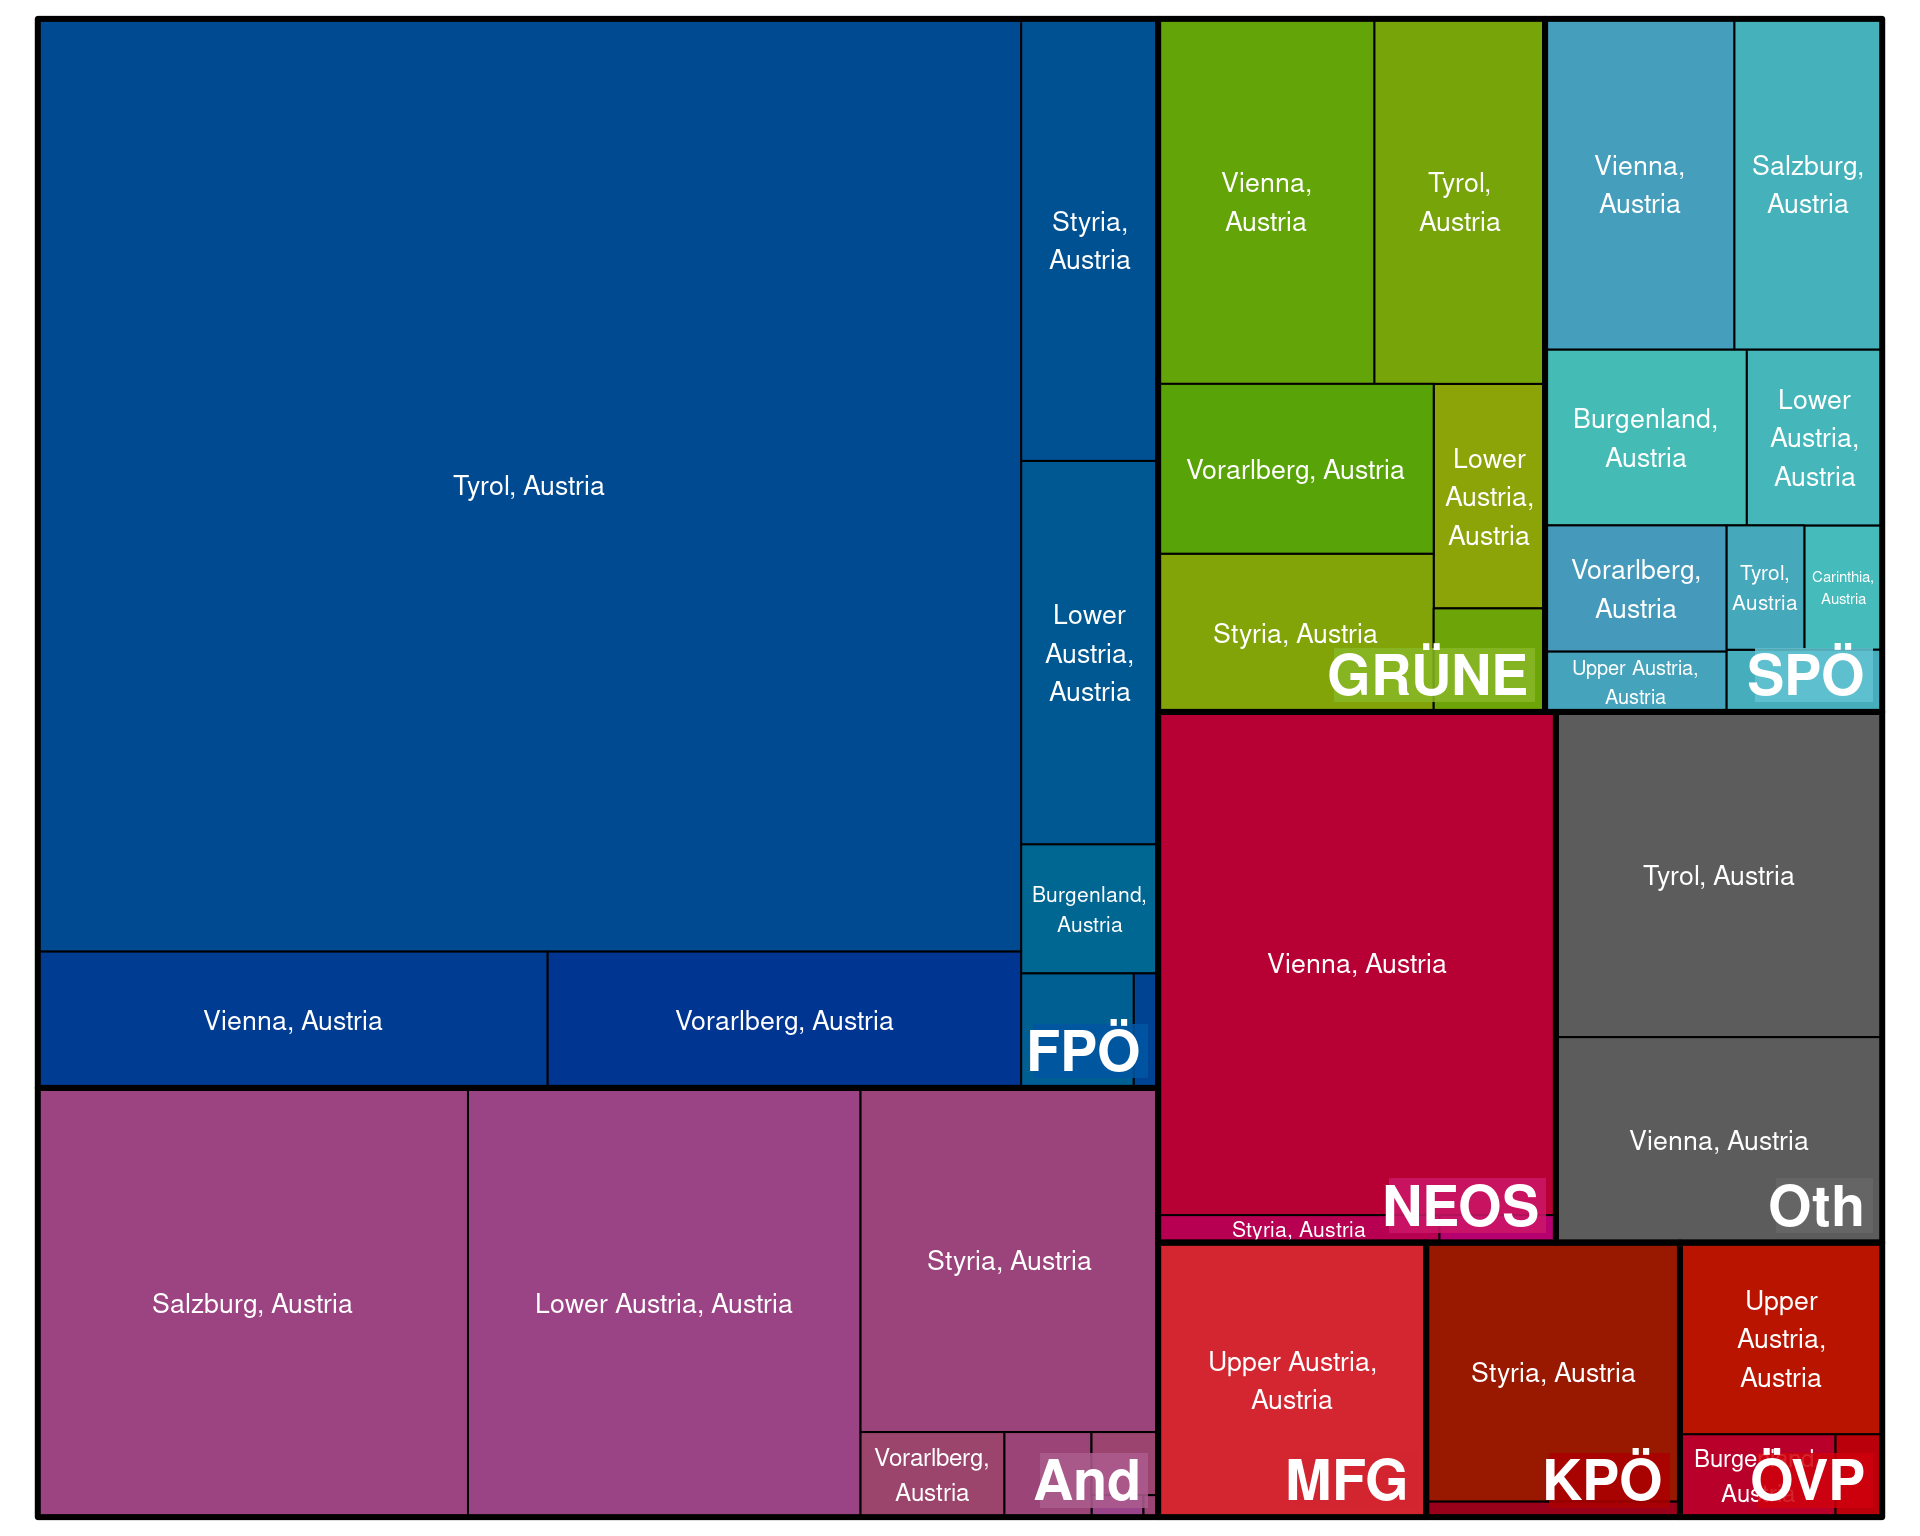 Tyrol, Austria
Styria,
Austria
Lower
Austria,
Austria
Burgenland,
Austria
Vienna, Austria
Vorarlberg, Austria
FPÖ
Salzburg, Austria
Lower Austria, Austria
Styria, Austria
Vorarlberg,
Austria
And
Vienna,
Austria
Tyrol,
Austria
Vorarlberg, Austria
Lower
Austria,
Austria
Styria, Austria
GRÜNE
Vienna,
Austria
Salzburg,
Austria
Burgenland,
Austria
Lower
Austria,
Austria
Vorarlberg,
Austria
Tyrol,
Austria
Carinthia,
Austria
Upper Austria,
Austria
SPÖ
Vienna, Austria
Styria, Austria
NEOS
Tyrol, Austria
Vienna, Austria
Oth
Upper Austria,
Austria
MFG
Styria, Austria
KPÖ
Upper
Austria,
Austria
Burgenland,
Austria
ÖVP